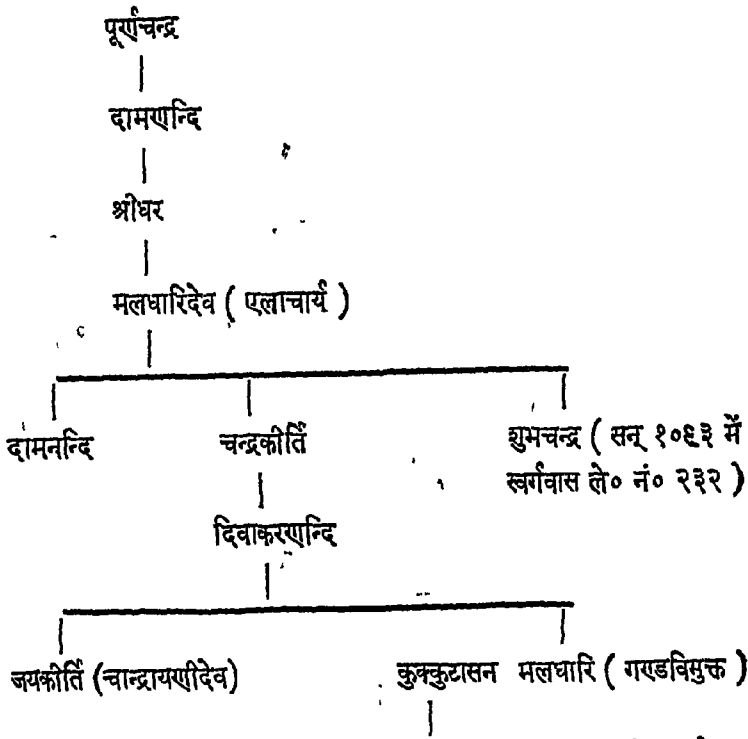 पूर्णचन्द्र
दामणन्दि
श्रीधर
मलधारिदेव ( एलाचार्य )
दामनन्दि चन्द्रकीर्ति शुभचन्द्र ( सन् १०६३ में
स्वर्गवास ले० नं० २३२ )
दिवाकरणन्दि
जयकीर्ति (चान्द्रायणीदेव) कुक्कुटासन मलधारि ( गण्डविमुक्त )